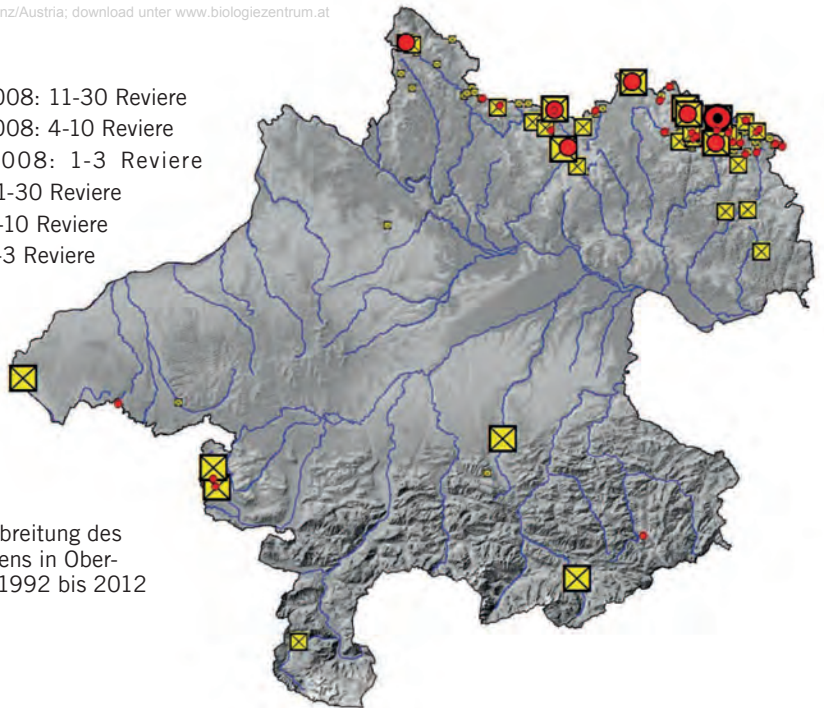 nz/Austria; download unter www.biologiezentrum.at
008: 11-30 Reviere
008: 4-10 Reviere
008: 1-3 Reviere
1-30 Reviere
-10 Reviere
-3 Reviere
breitung des
ens in Ober-
1992 bis 2012